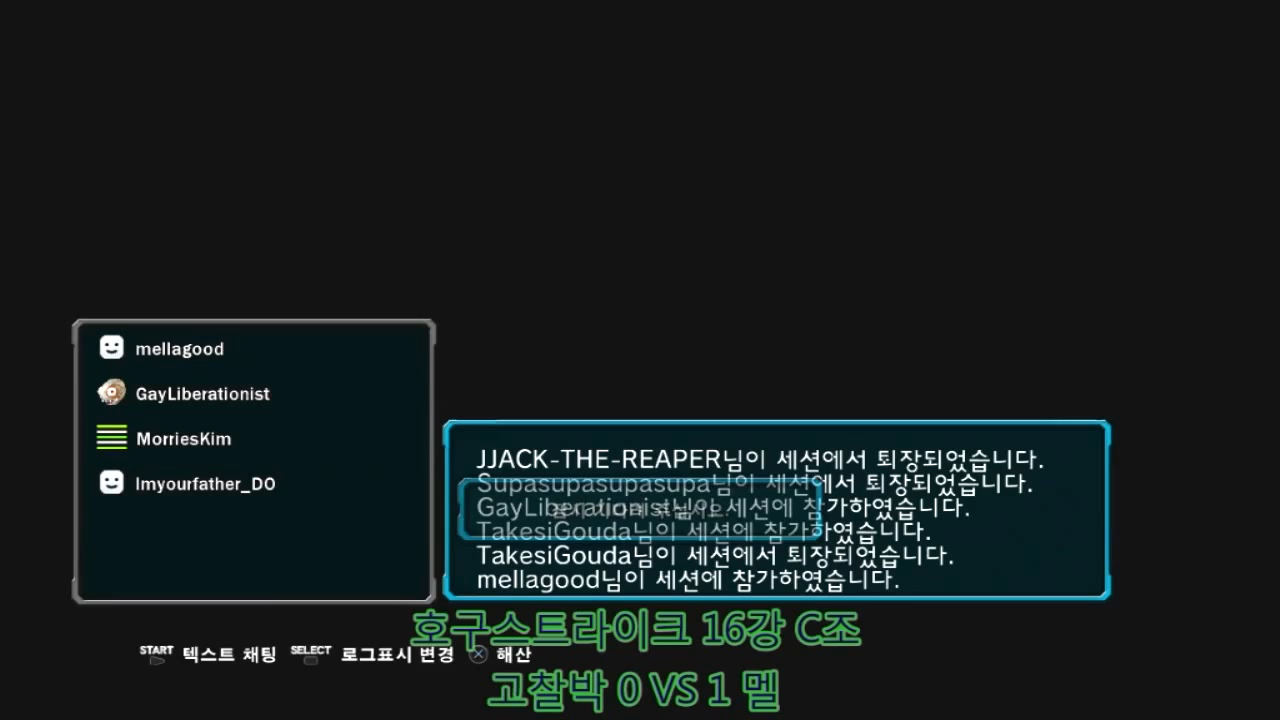 mellagood
GayLiberationist
MorriesKim
Imyourfather_DO
JJACK-THE-REAPER님이 세션에서 퇴장되었습니다.
Supasupasupasupa님이 세션에서 퇴장되었습니다.
GayLiberationist님이 세션에 참가하였습니다.
TakesiGouda님이 세션에 참가하였습니다.
TakesiGouda님이 세션에서 퇴장되었습니다.
mellagood님이 세션에 참가하였습니다.
START 텍스트 채팅 SELECT 로그표시 변경 해산
호구스트라이크 16강 C조
고찰박 0 VS 1 멜